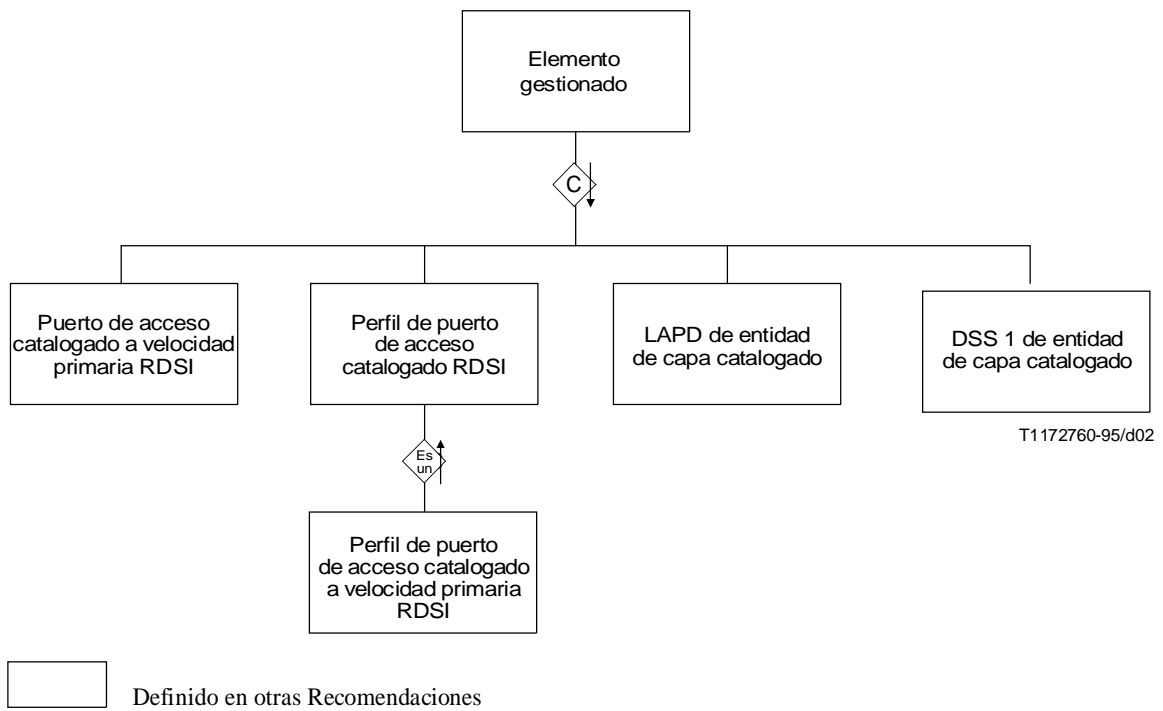 Elemento
gestionado
C
Puerto de acceso
catalogado a velocidad
primaria RDSI
Perfil de puerto
de acceso
catalogado RDSI
LAPD de entidad
de capa catalogado
DSS 1 de entidad
de capa catalogado
T1172760-95/d02
Es
un
Perfil de puerto
de acceso catalogado
a velocidad primaria
RDSI
Definido en otras Recomendaciones